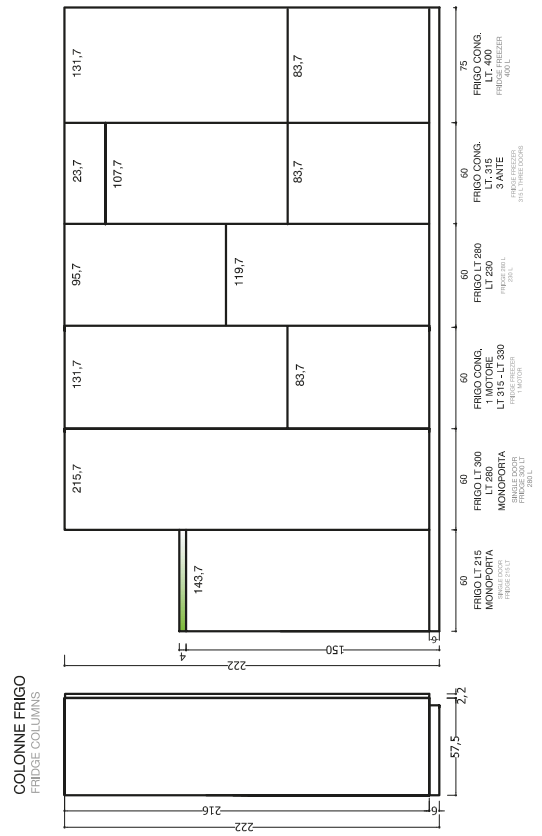 COLONNE FRIGO
FRIDGE COLUMNS
222
216
6
57,5
2,2
222
4
150
6
143,7
60
FRIGO LT 215
MONOPORTA
SINGLE DOOR
FRIDGE 215 LT
215,7
60
FRIGO LT 300
LT 280
MONOPORTA
SINGLE DOOR
FRIDGE 300 LT
280 L
131,7
83,7
60
FRIGO CONG.
1 MOTORE
LT 315 - LT 330
FRIDGE FREEZER
1 MOTOR
95,7
119,7
60
FRIGO LT 280
LT 230
FRIDGE 280 L
230 L
23,7
107,7
83,7
60
FRIGO CONG.
LT. 315
3 ANTE
FRIDGE FREEZER
315 L THREE DOORS
131,7
83,7
75
FRIGO CONG.
LT. 400
FRIDGE FREEZER
400 L